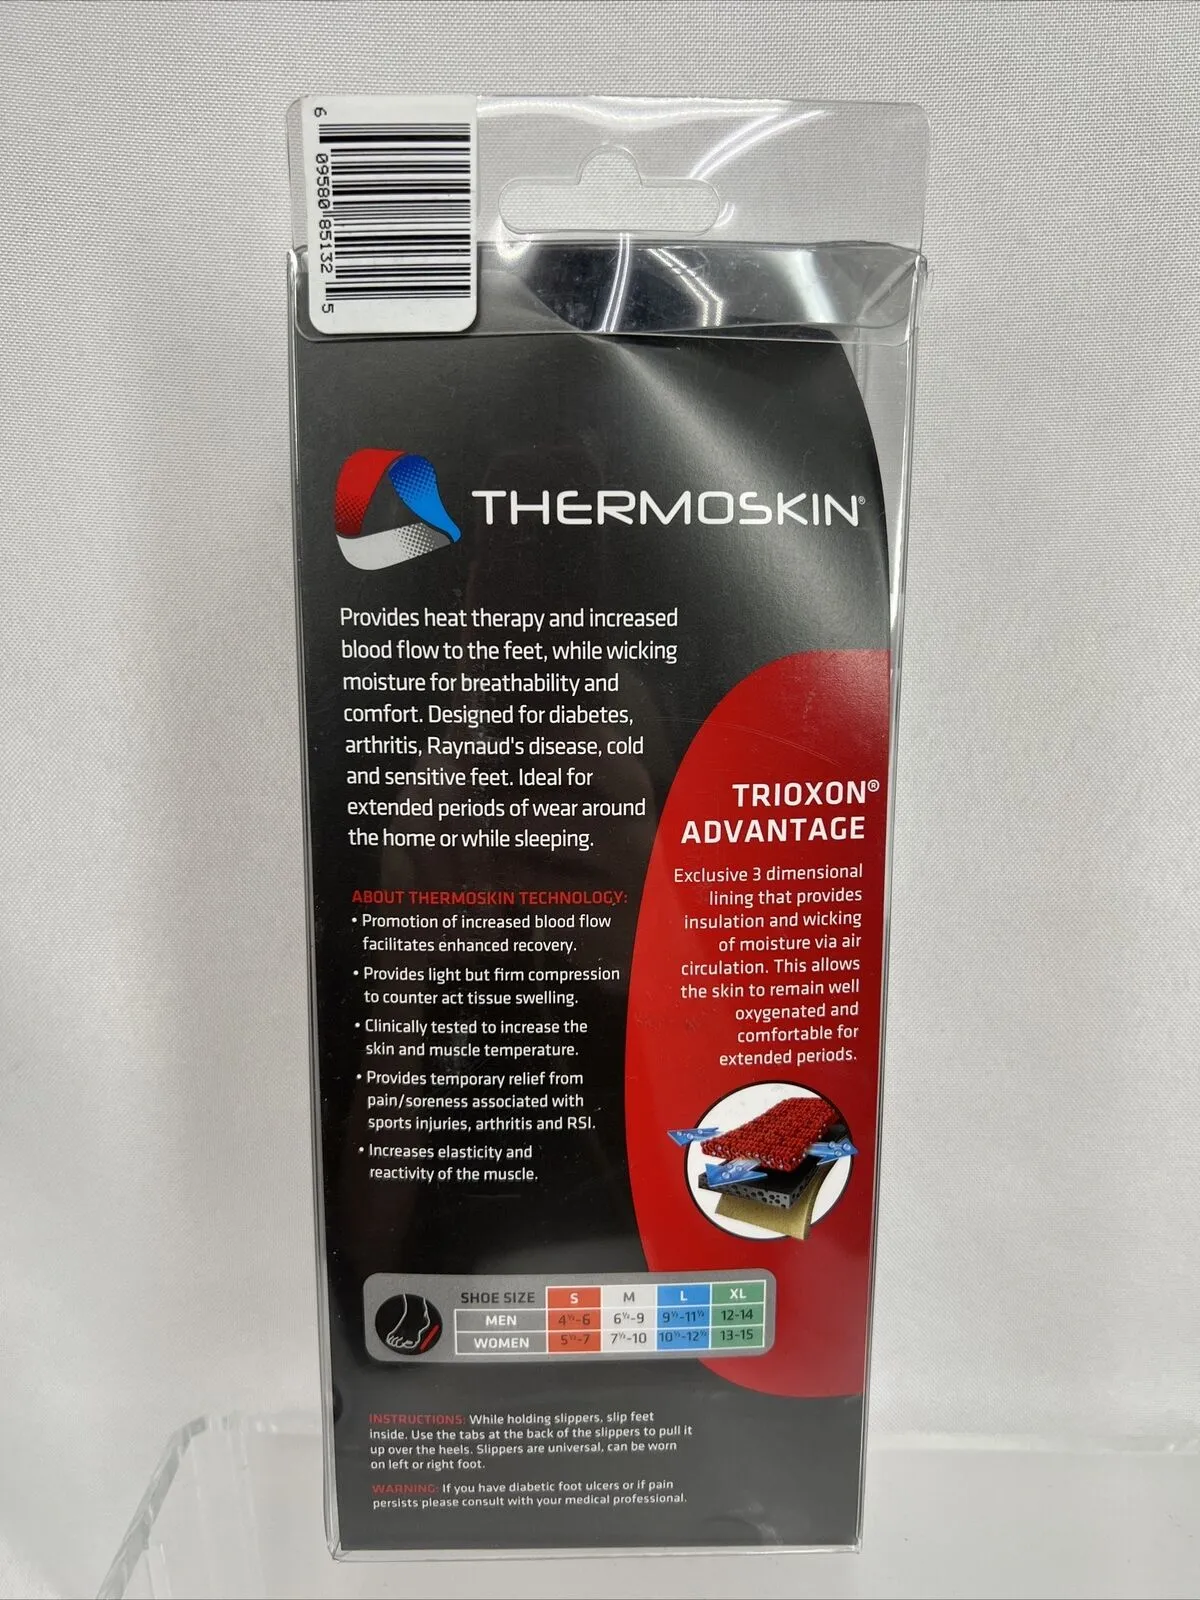 6 09580 85132 5
THERMOSKIN®
Provides heat therapy and increased
blood flow to the feet, while wicking
moisture for breathability and
comfort. Designed for diabetes,
arthritis, Raynaud's disease, cold
and sensitive feet. Ideal for
extended periods of wear around
the home or while sleeping.
ABOUT THERMOSKIN TECHNOLOGY:
• Promotion of increased blood flow
facilitates enhanced recovery.
• Provides light but firm compression
to counter act tissue swelling.
• Clinically tested to increase the
skin and muscle temperature.
• Provides temporary relief from
pain/soreness associated with
sports injuries, arthritis and RSI.
• Increases elasticity and
reactivity of the muscle.
TRIOXON®
ADVANTAGE
Exclusive 3 dimensional
lining that provides
insulation and wicking
of moisture via air
circulation. This allows
the skin to remain well
oxygenated and
comfortable for
extended periods.
SHOE SIZE S M L XL
MEN 4½-6 6½-9 9½-11½ 12-14
WOMEN 5½-7 7½-10 10½-12½ 13-15
INSTRUCTIONS: While holding slippers, slip feet
inside. Use the tabs at the back of the slippers to pull it
up over the heels. Slippers are universal, can be worn
on left or right foot.
WARNING: If you have diabetic foot ulcers or if pain
persists please consult with your medical professional.